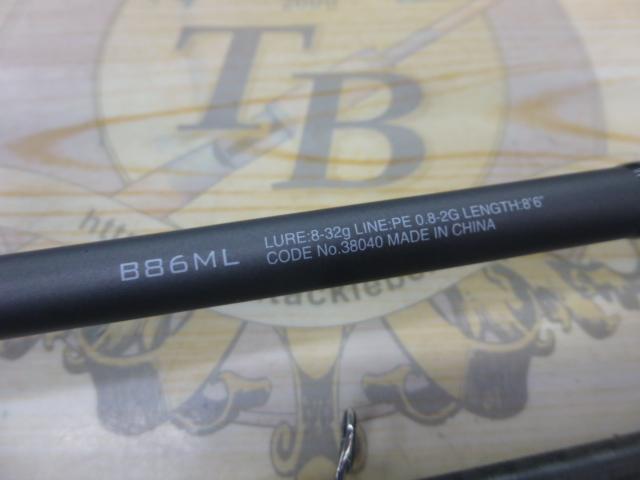 2000
TB
B86ML
LURE:8-32g LINE:PE 0.8-2G LENGTH:8'6"
CODE No.38040 MADE IN CHINA